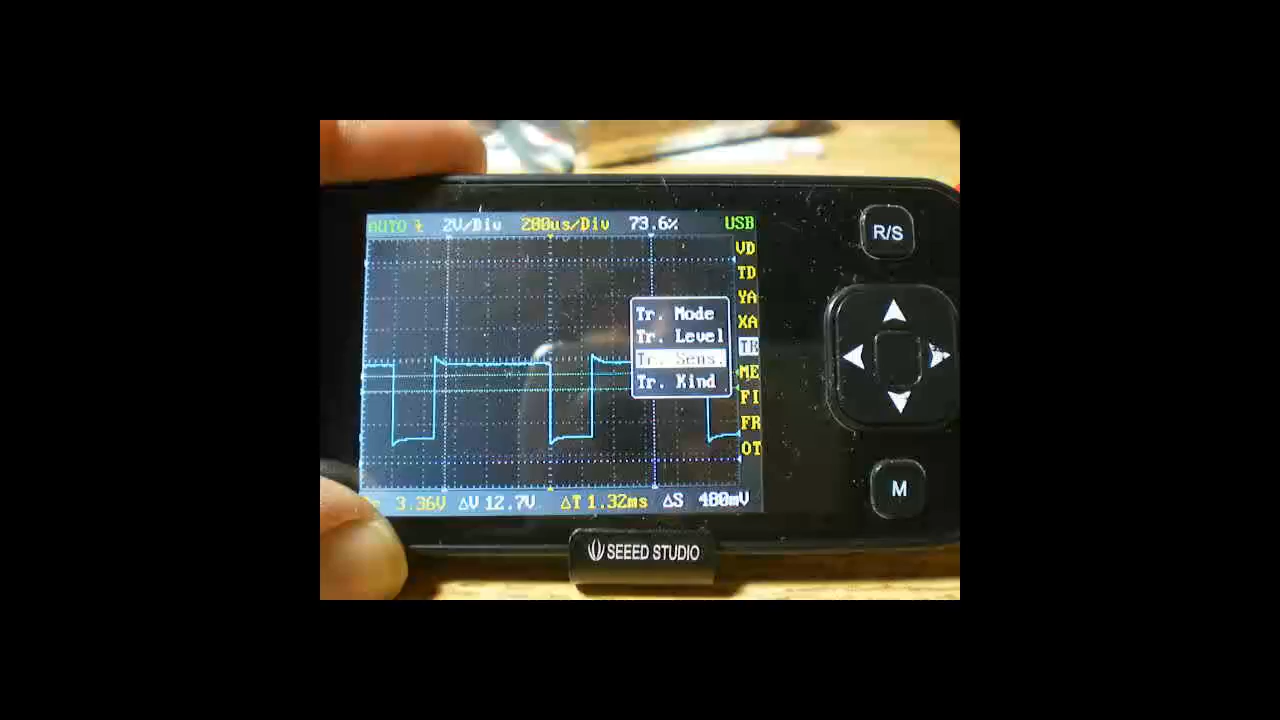 AUTO 2V/Div 200us/Div 73.6% USB
VD
TD
YA
XA
TR
ME
FI
FR
OT
Tr. Mode
Tr. Level
Tr. Sens.
Tr. Kind
3.36V ΔV 12.7V ΔT 1.32ms ΔS 480mV
R/S
M
SEEED STUDIO